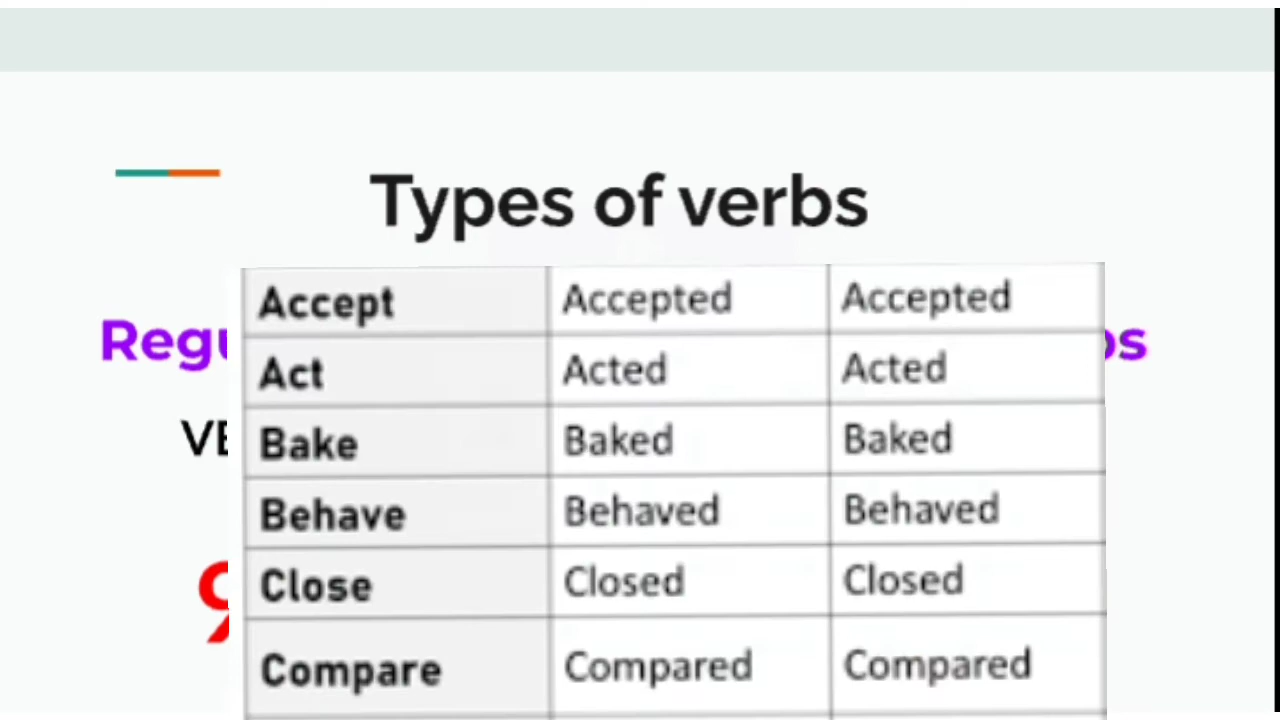 Types of verbs
Accept Accepted Accepted
Act Acted Acted
Bake Baked Baked
Behave Behaved Behaved
Close Closed Closed
Compare Compared Compared